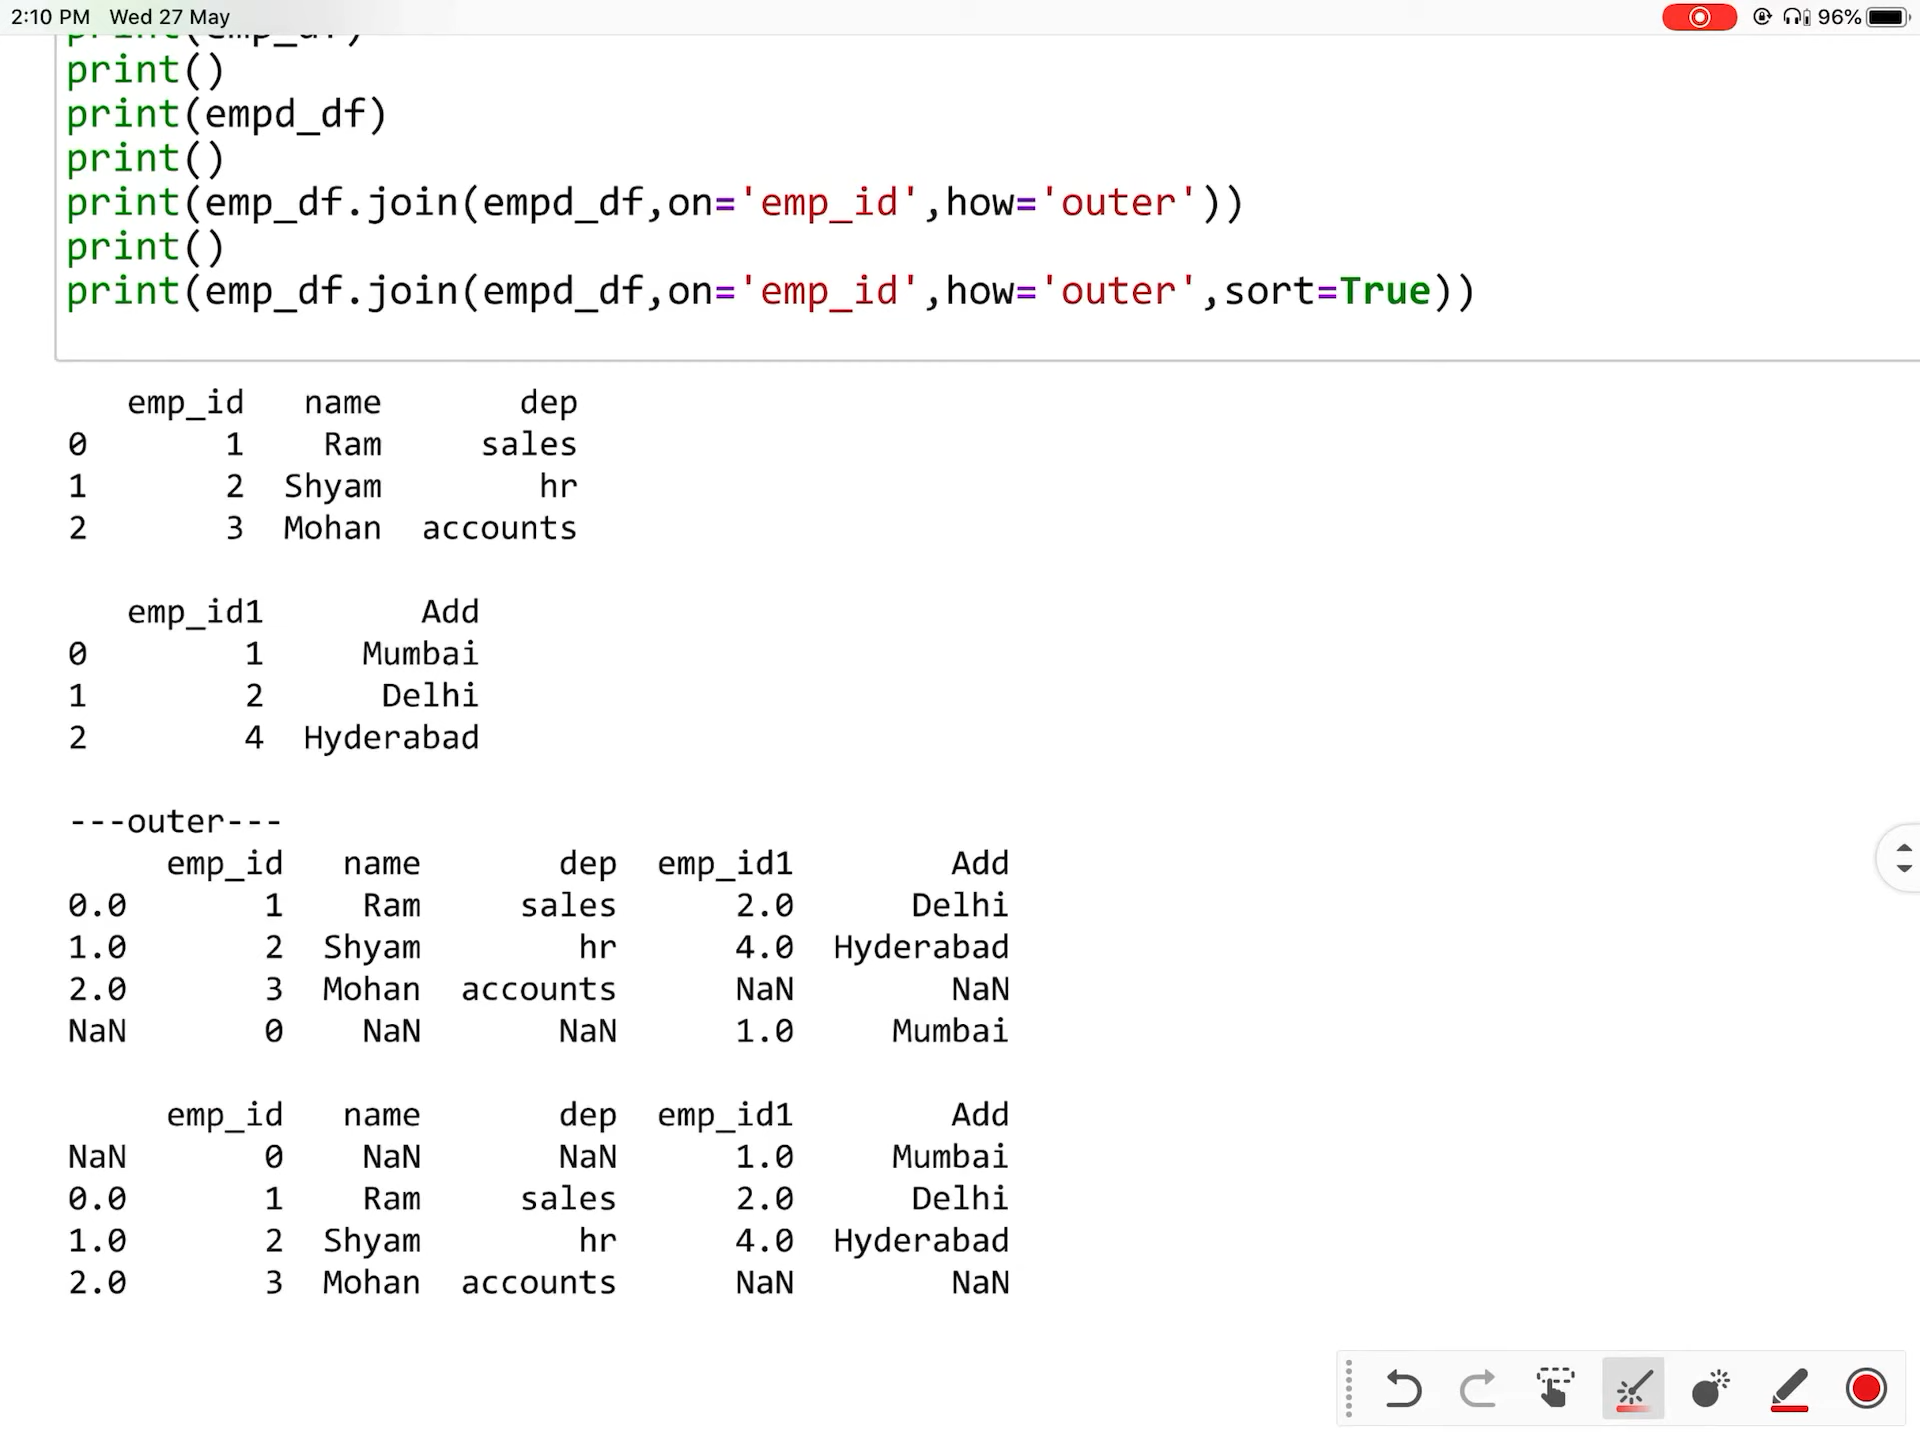 2:10 PM Wed 27 May 96%
print(emp_df)
print()
print(empd_df)
print()
print(emp_df.join(empd_df,on='emp_id',how='outer'))
print()
print(emp_df.join(empd_df,on='emp_id',how='outer',sort=True))
emp_id name dep
0 1 Ram sales
1 2 Shyam hr
2 3 Mohan accounts
emp_id1 Add
0 1 Mumbai
1 2 Delhi
2 4 Hyderabad
---outer---
emp_id name dep emp_id1 Add
0.0 1 Ram sales 2.0 Delhi
1.0 2 Shyam hr 4.0 Hyderabad
2.0 3 Mohan accounts NaN NaN
NaN 0 NaN NaN 1.0 Mumbai
emp_id name dep emp_id1 Add
NaN 0 NaN NaN 1.0 Mumbai
0.0 1 Ram sales 2.0 Delhi
1.0 2 Shyam hr 4.0 Hyderabad
2.0 3 Mohan accounts NaN NaN